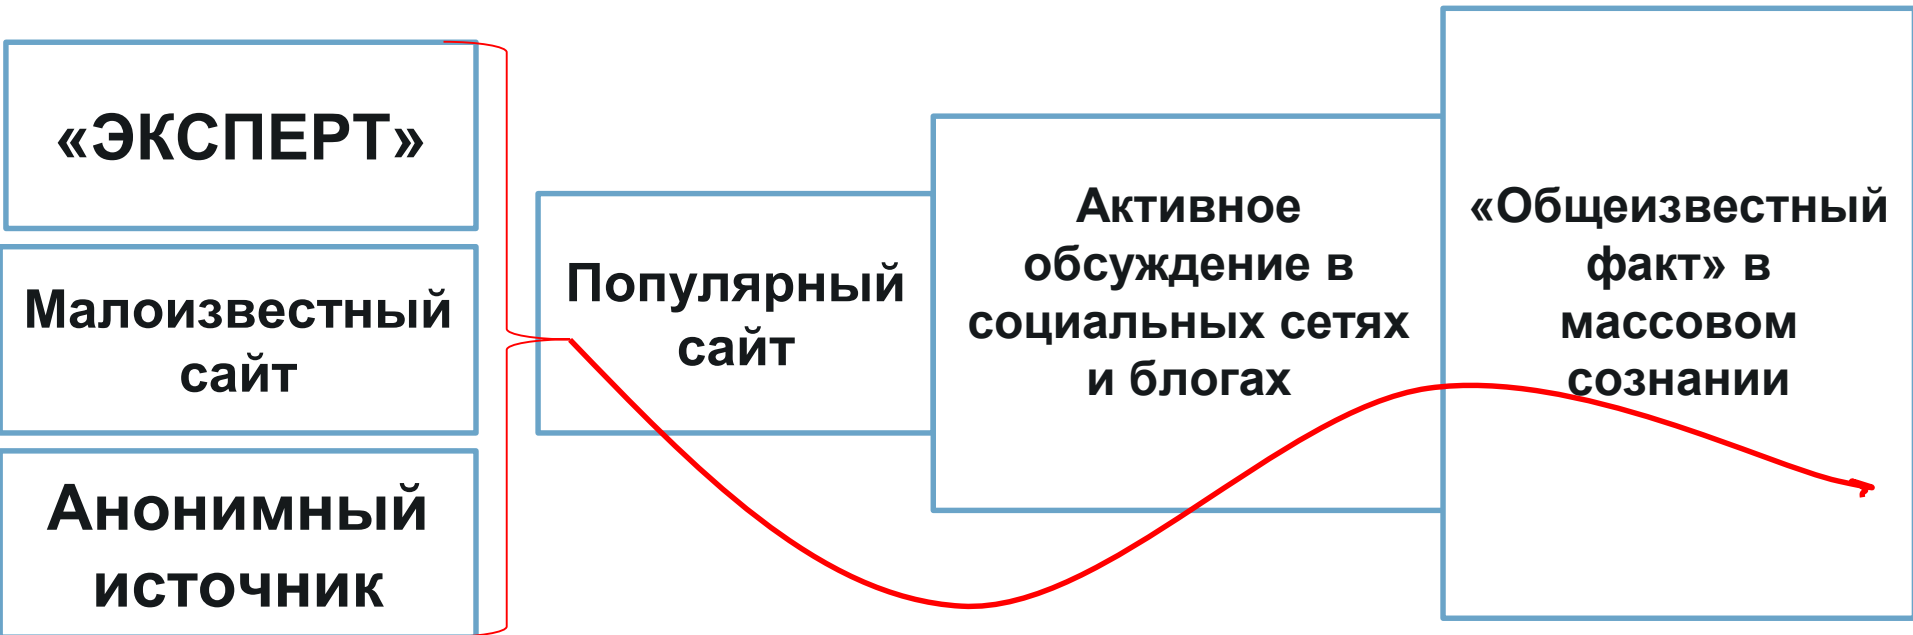 «ЭКСПЕРТ»
Малоизвестный
сайт
Анонимный
источник
Популярный
сайт
Активное
обсуждение в
социальных сетях
и блогах
«Общеизвестный
факт» в
массовом
сознании